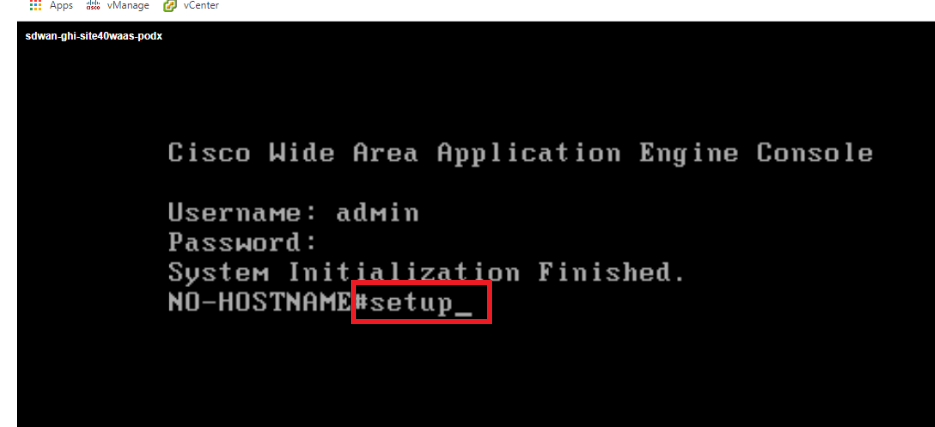 Apps cisco vManage vCenter
sdwan-ghi-site40waas-podx
Cisco Wide Area Application Engine Console
Username: admin
Password:
System Initialization Finished.
NO-HOSTNAME#setup_